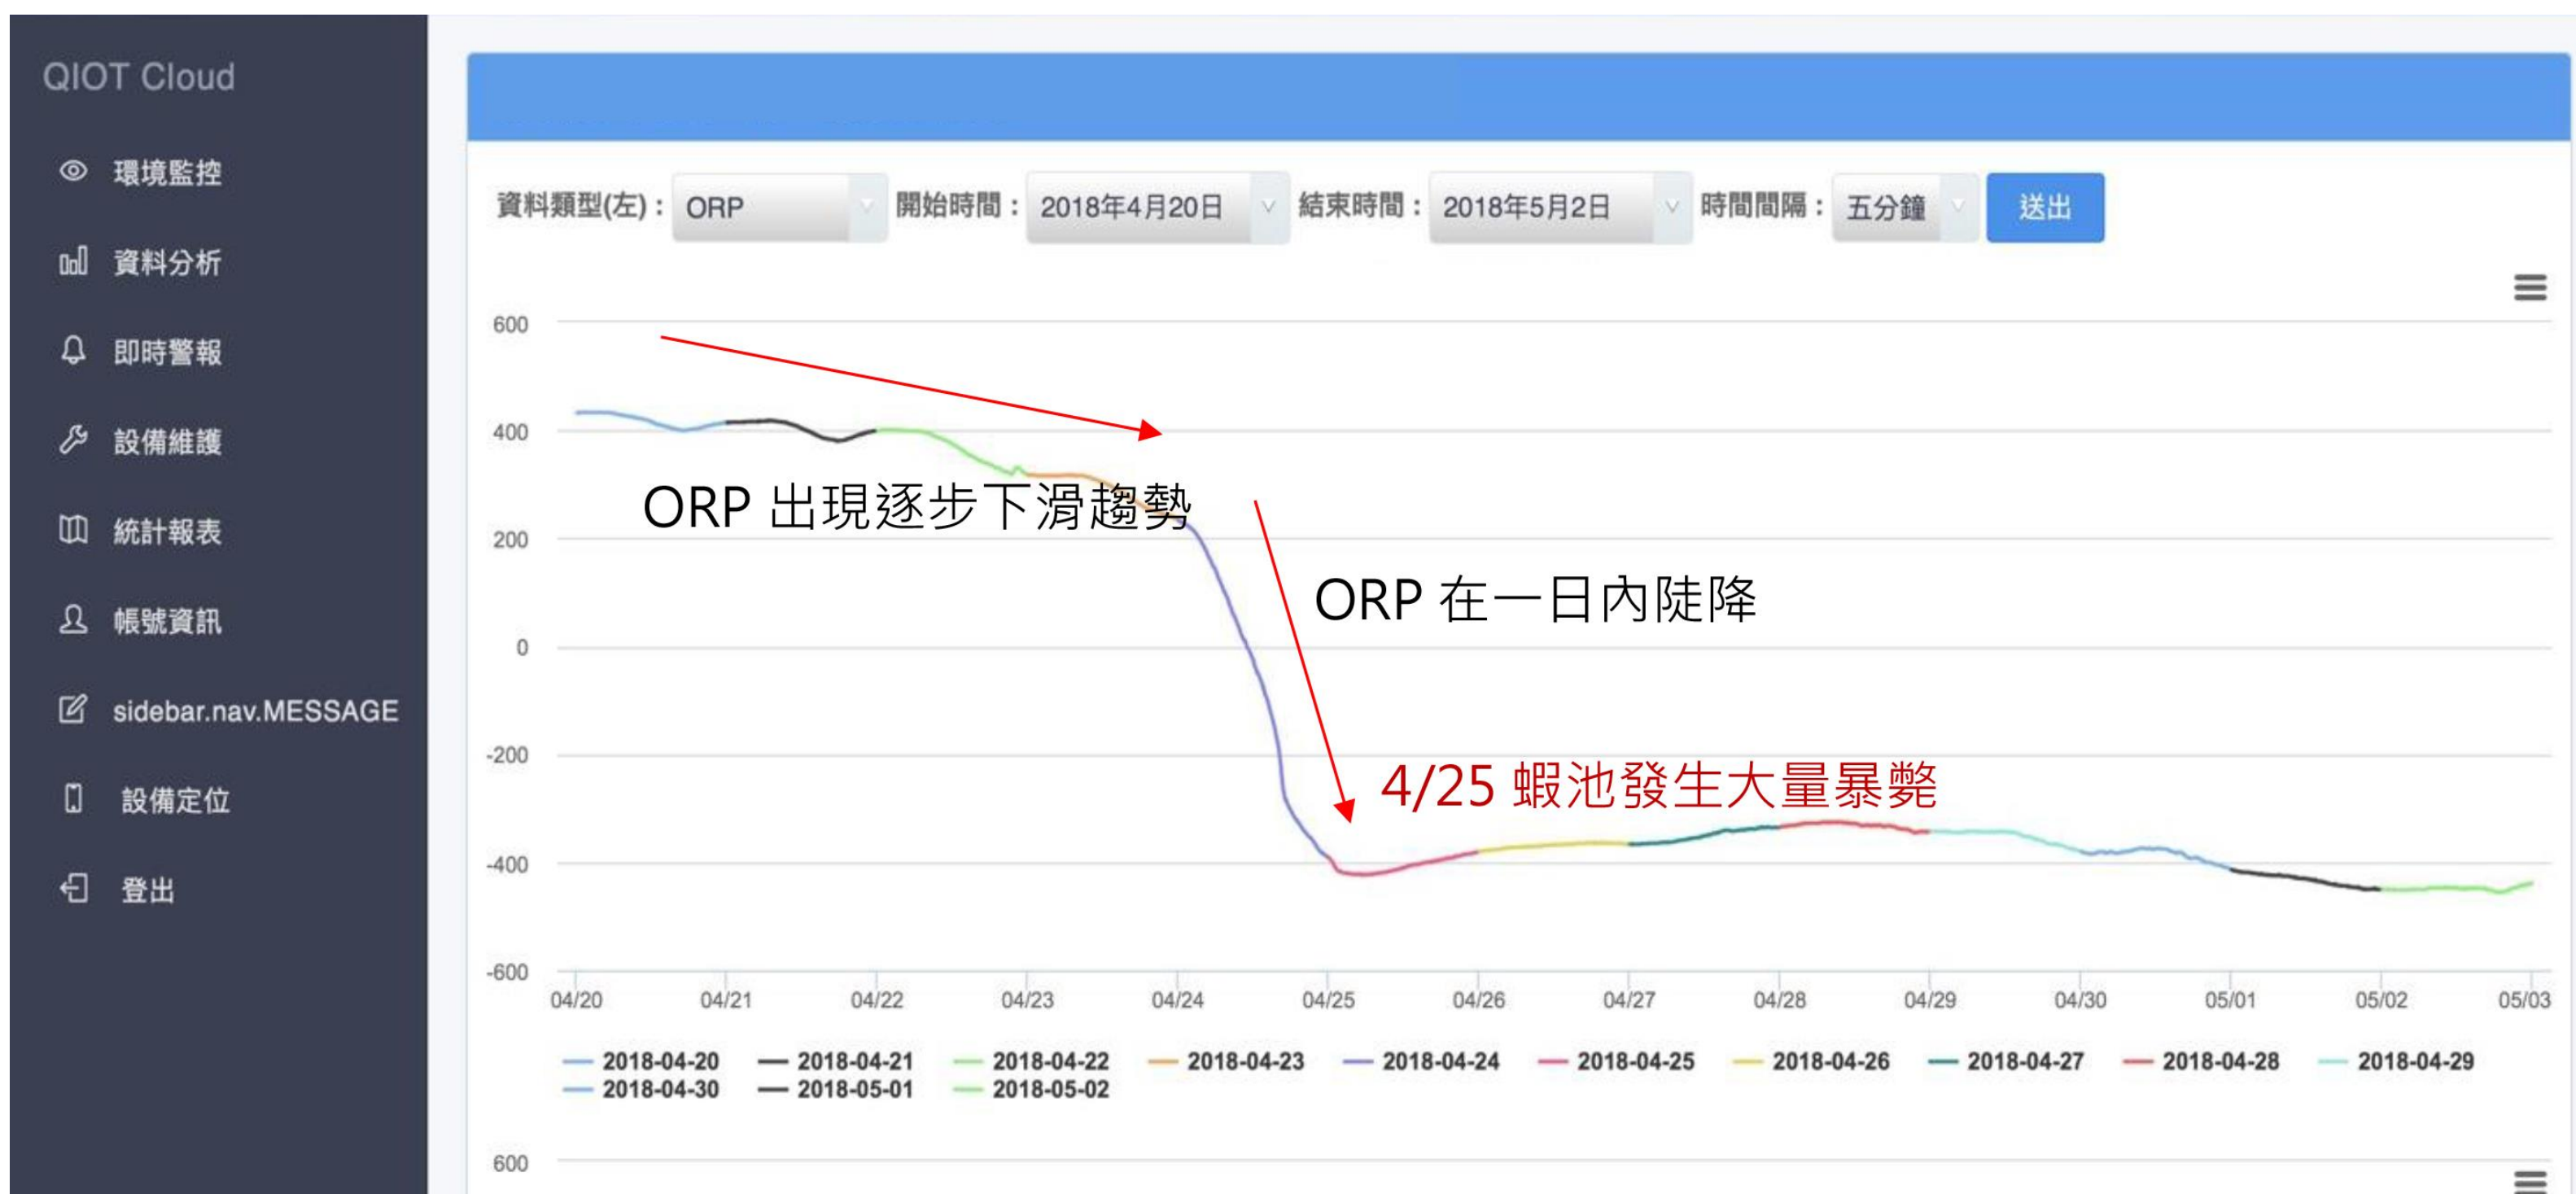 QIOT Cloud
環境監控
資料分析
即時警報
設備維護
統計報表
帳號資訊
sidebar.nav.MESSAGE
設備定位
登出
資料類型(左)： ORP 開始時間： 2018年4月20日 結束時間： 2018年5月2日 時間間隔： 五分鐘 送出
600
400
200
0
-200
-400
-600
ORP 出現逐步下滑趨勢
ORP 在一日內陡降
4/25 蝦池發生大量暴斃
04/20 04/21 04/22 04/23 04/24 04/25 04/26 04/27 04/28 04/29 04/30 05/01 05/02 05/03
2018-04-20 2018-04-21 2018-04-22 2018-04-23 2018-04-24 2018-04-25 2018-04-26 2018-04-27 2018-04-28 2018-04-29
2018-04-30 2018-05-01 2018-05-02
600